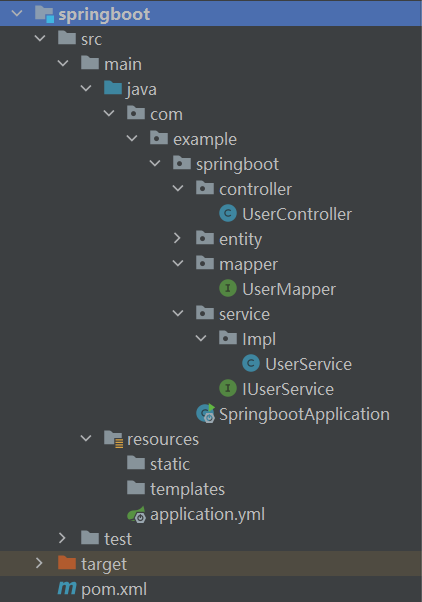 springboot
src
main
java
com
example
springboot
controller
UserController
entity
mapper
UserMapper
service
Impl
UserService
IUserService
SpringbootApplication
resources
static
templates
application.yml
test
target
pom.xml